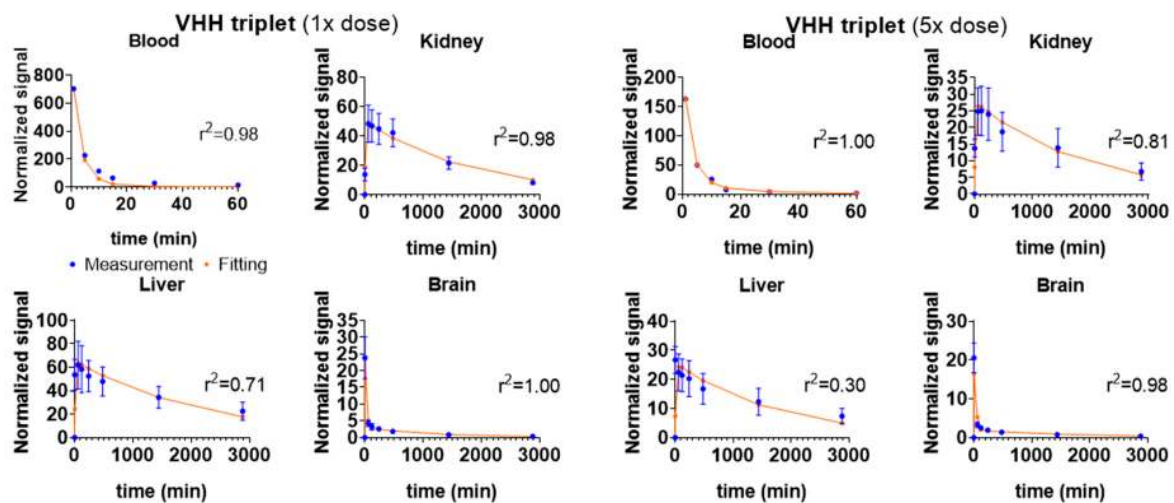 VHH triplet (1x dose)
Blood
Normalized signal
800
600
400
200
0
0 20 40 60
time (min)
r²=0.98
Kidney
Normalized signal
80
60
40
20
0
0 1000 2000 3000
time (min)
r²=0.98
Measurement Fitting
Liver
Normalized signal
100
80
60
40
20
0
0 1000 2000 3000
time (min)
r²=0.71
Brain
Normalized signal
35
30
25
20
15
10
5
0
0 1000 2000 3000
time (min)
r²=1.00
VHH triplet (5x dose)
Blood
Normalized signal
200
150
100
50
0
0 20 40 60
time (min)
r²=1.00
Kidney
Normalized signal
35
30
25
20
15
10
5
0
0 1000 2000 3000
time (min)
r²=0.81
Liver
Normalized signal
40
30
20
10
0
0 1000 2000 3000
time (min)
r²=0.30
Brain
Normalized signal
35
30
25
20
15
10
5
0
0 1000 2000 3000
time (min)
r²=0.98